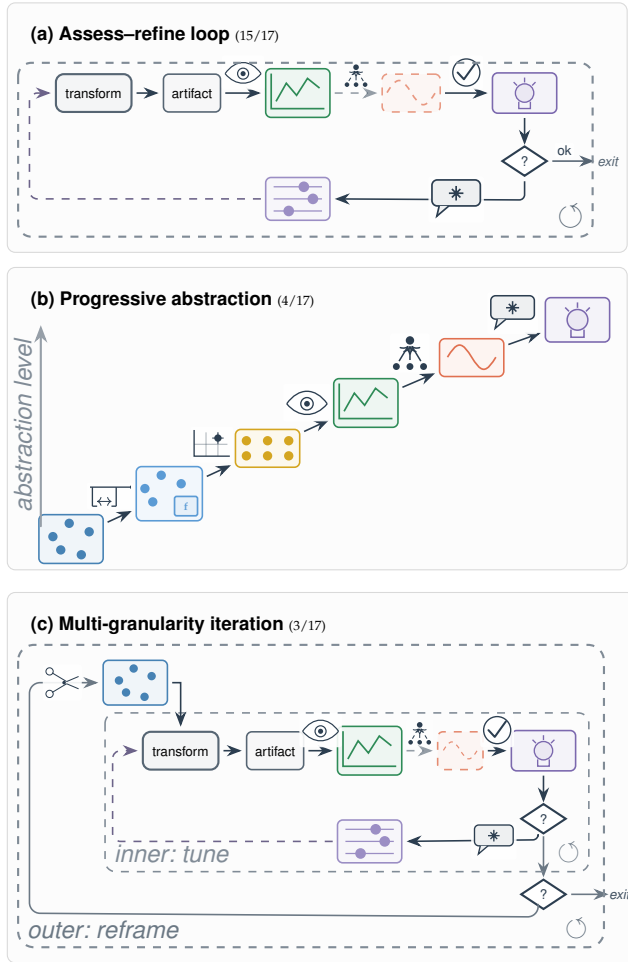 (a) Assess–refine loop (15/17)
transform
artifact
?
ok
exit
(b) Progressive abstraction (4/17)
abstraction level
f
(c) Multi-granularity iteration (3/17)
transform
artifact
?
inner: tune
?
exit
outer: reframe